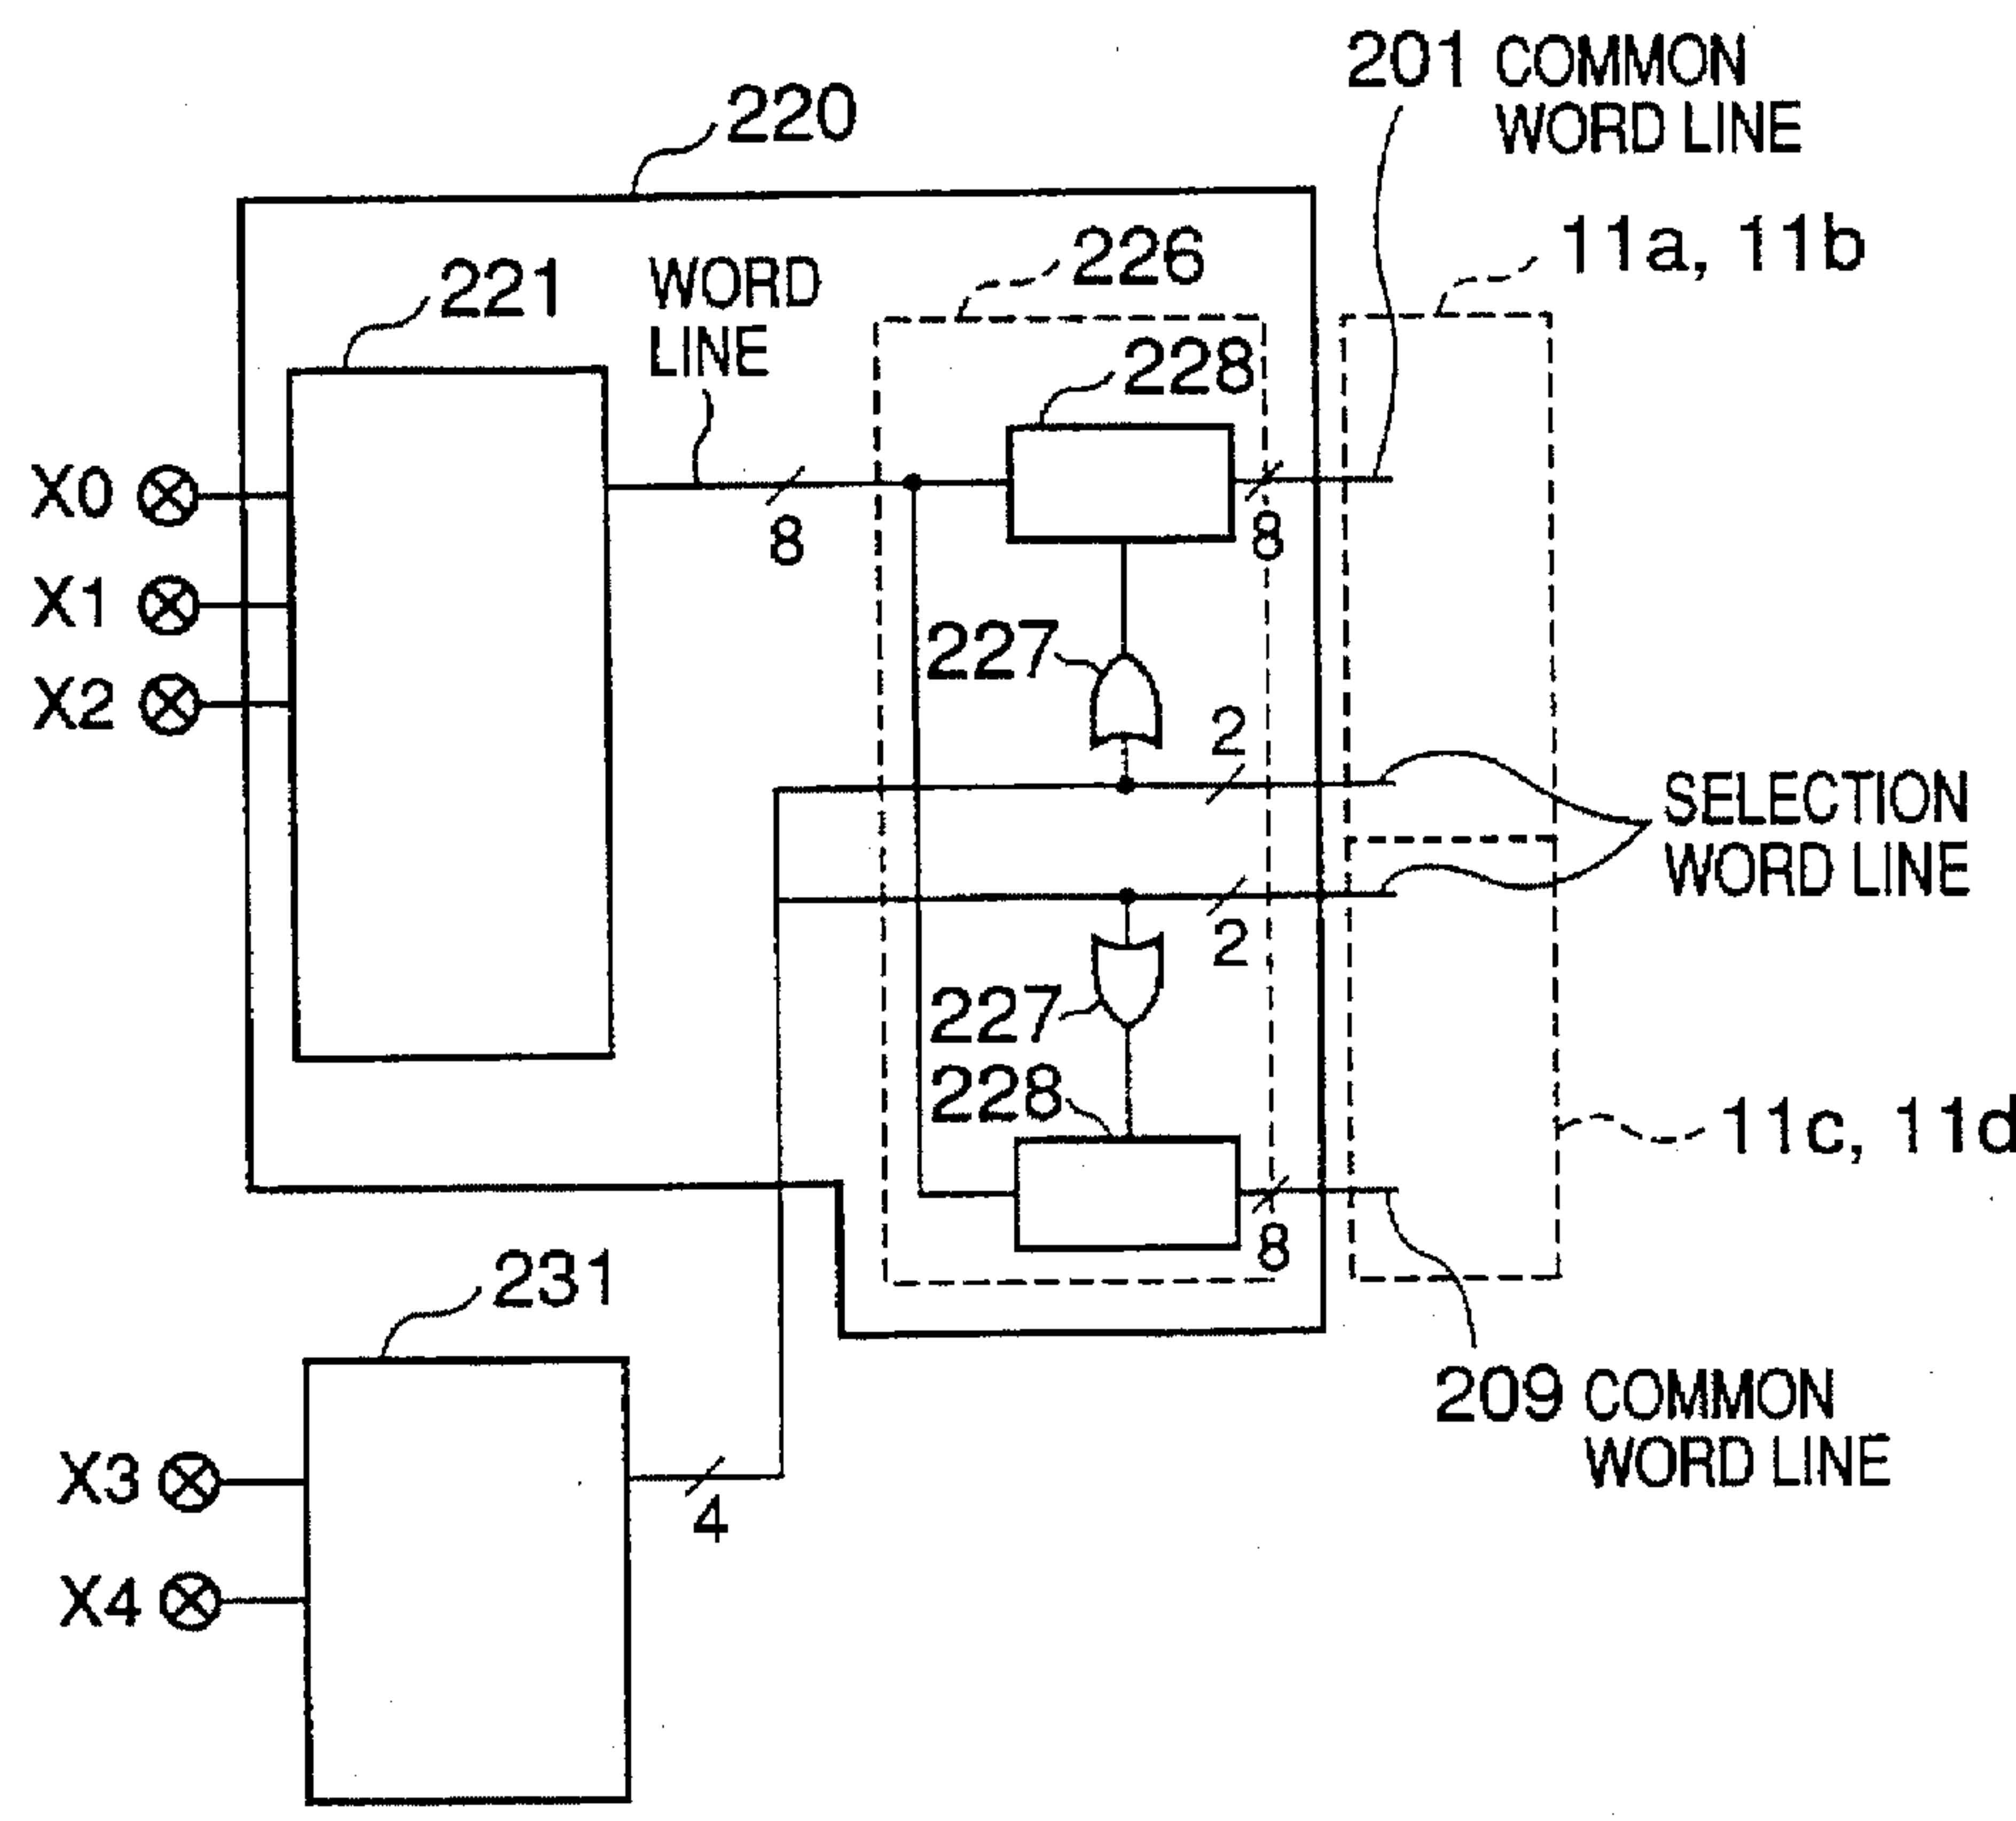 201 COMMON
WORD LINE
220
11a, 11b
226
221
WORD
LINE
228
X0
8
8
X1
227
X2
2
SELECTION
WORD LINE
2
227
228
11c, 11d
8
231
209 COMMON
WORD LINE
X3
4
X4